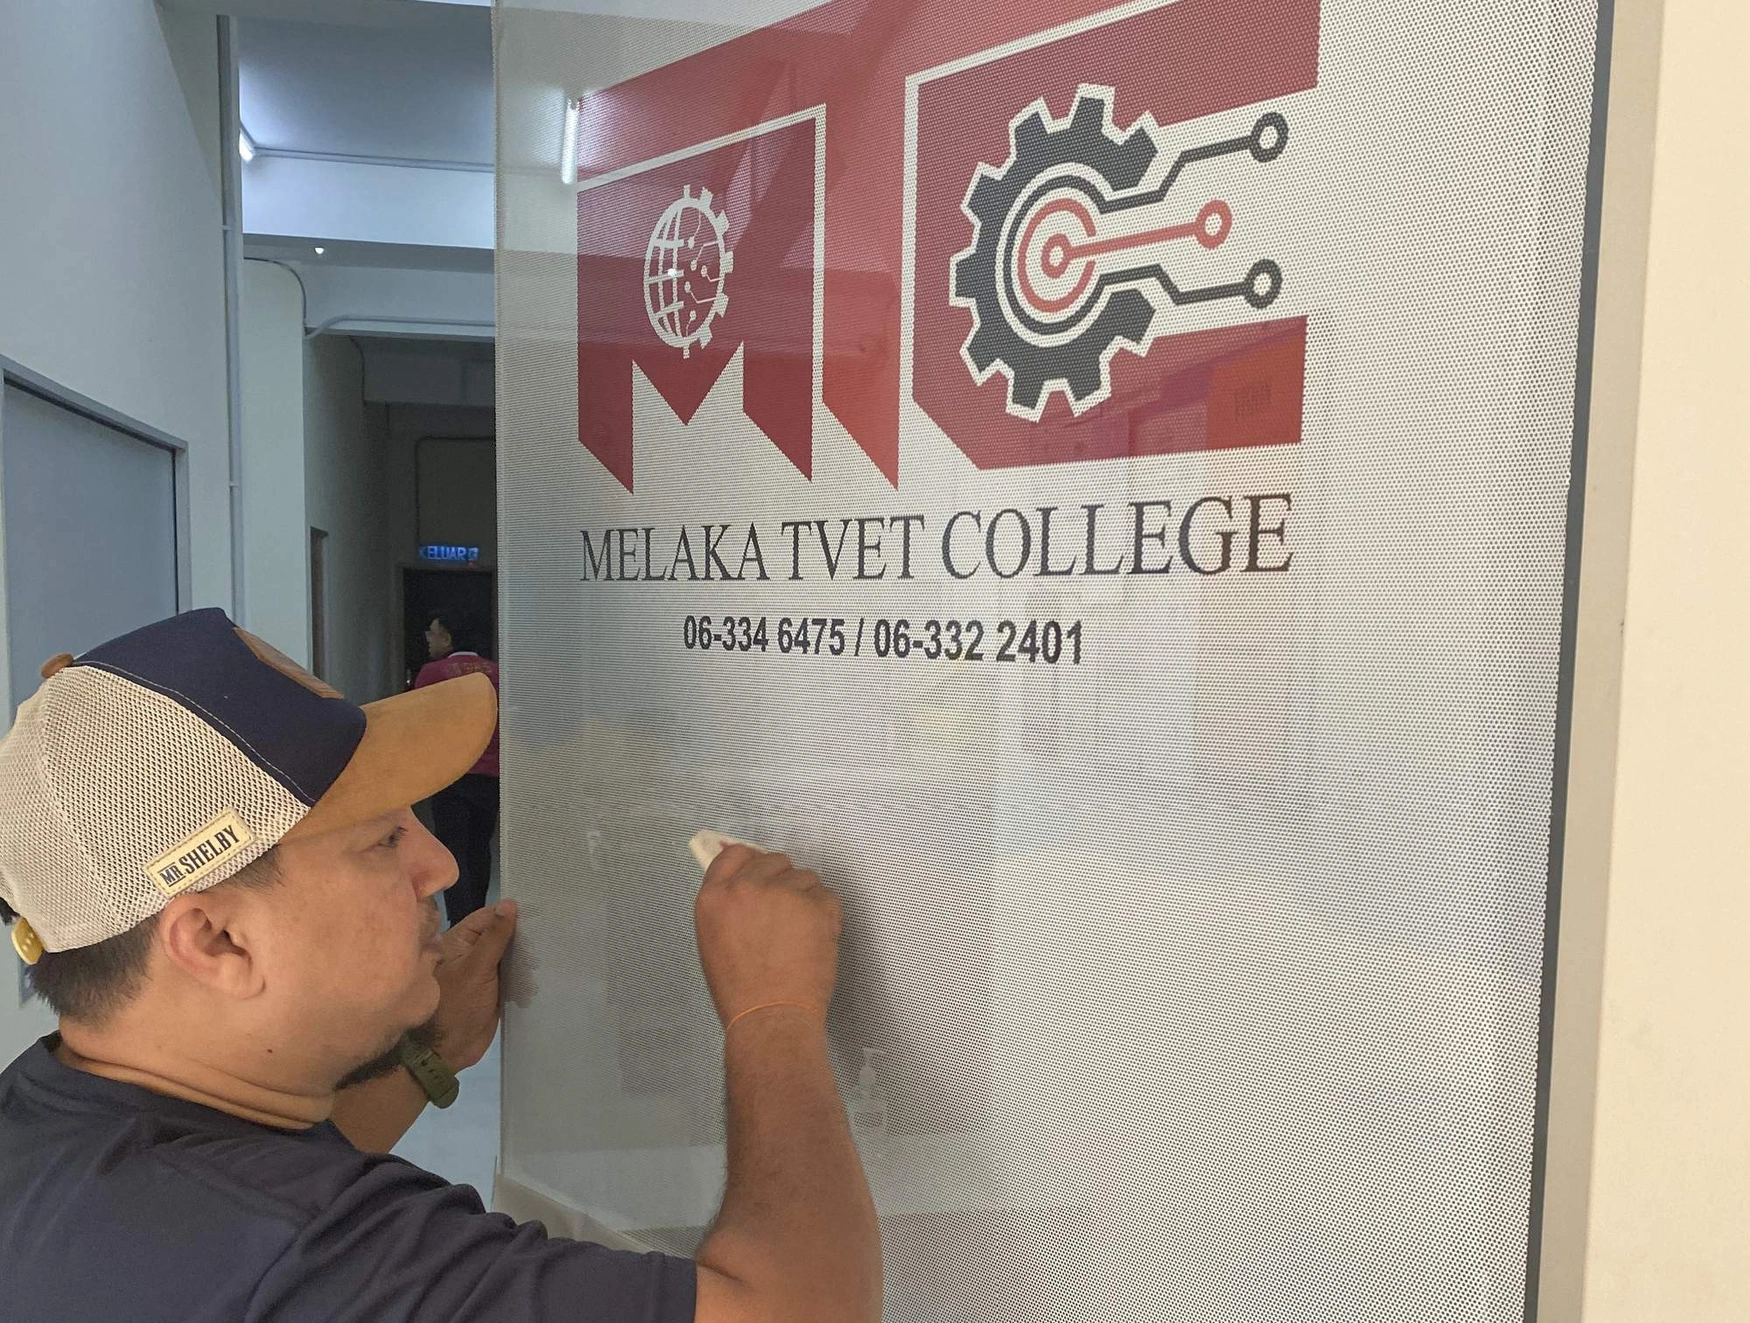 MELAKA TVET COLLEGE
06-334 6475 / 06-332 2401
KELUAR
MR.SHELBY